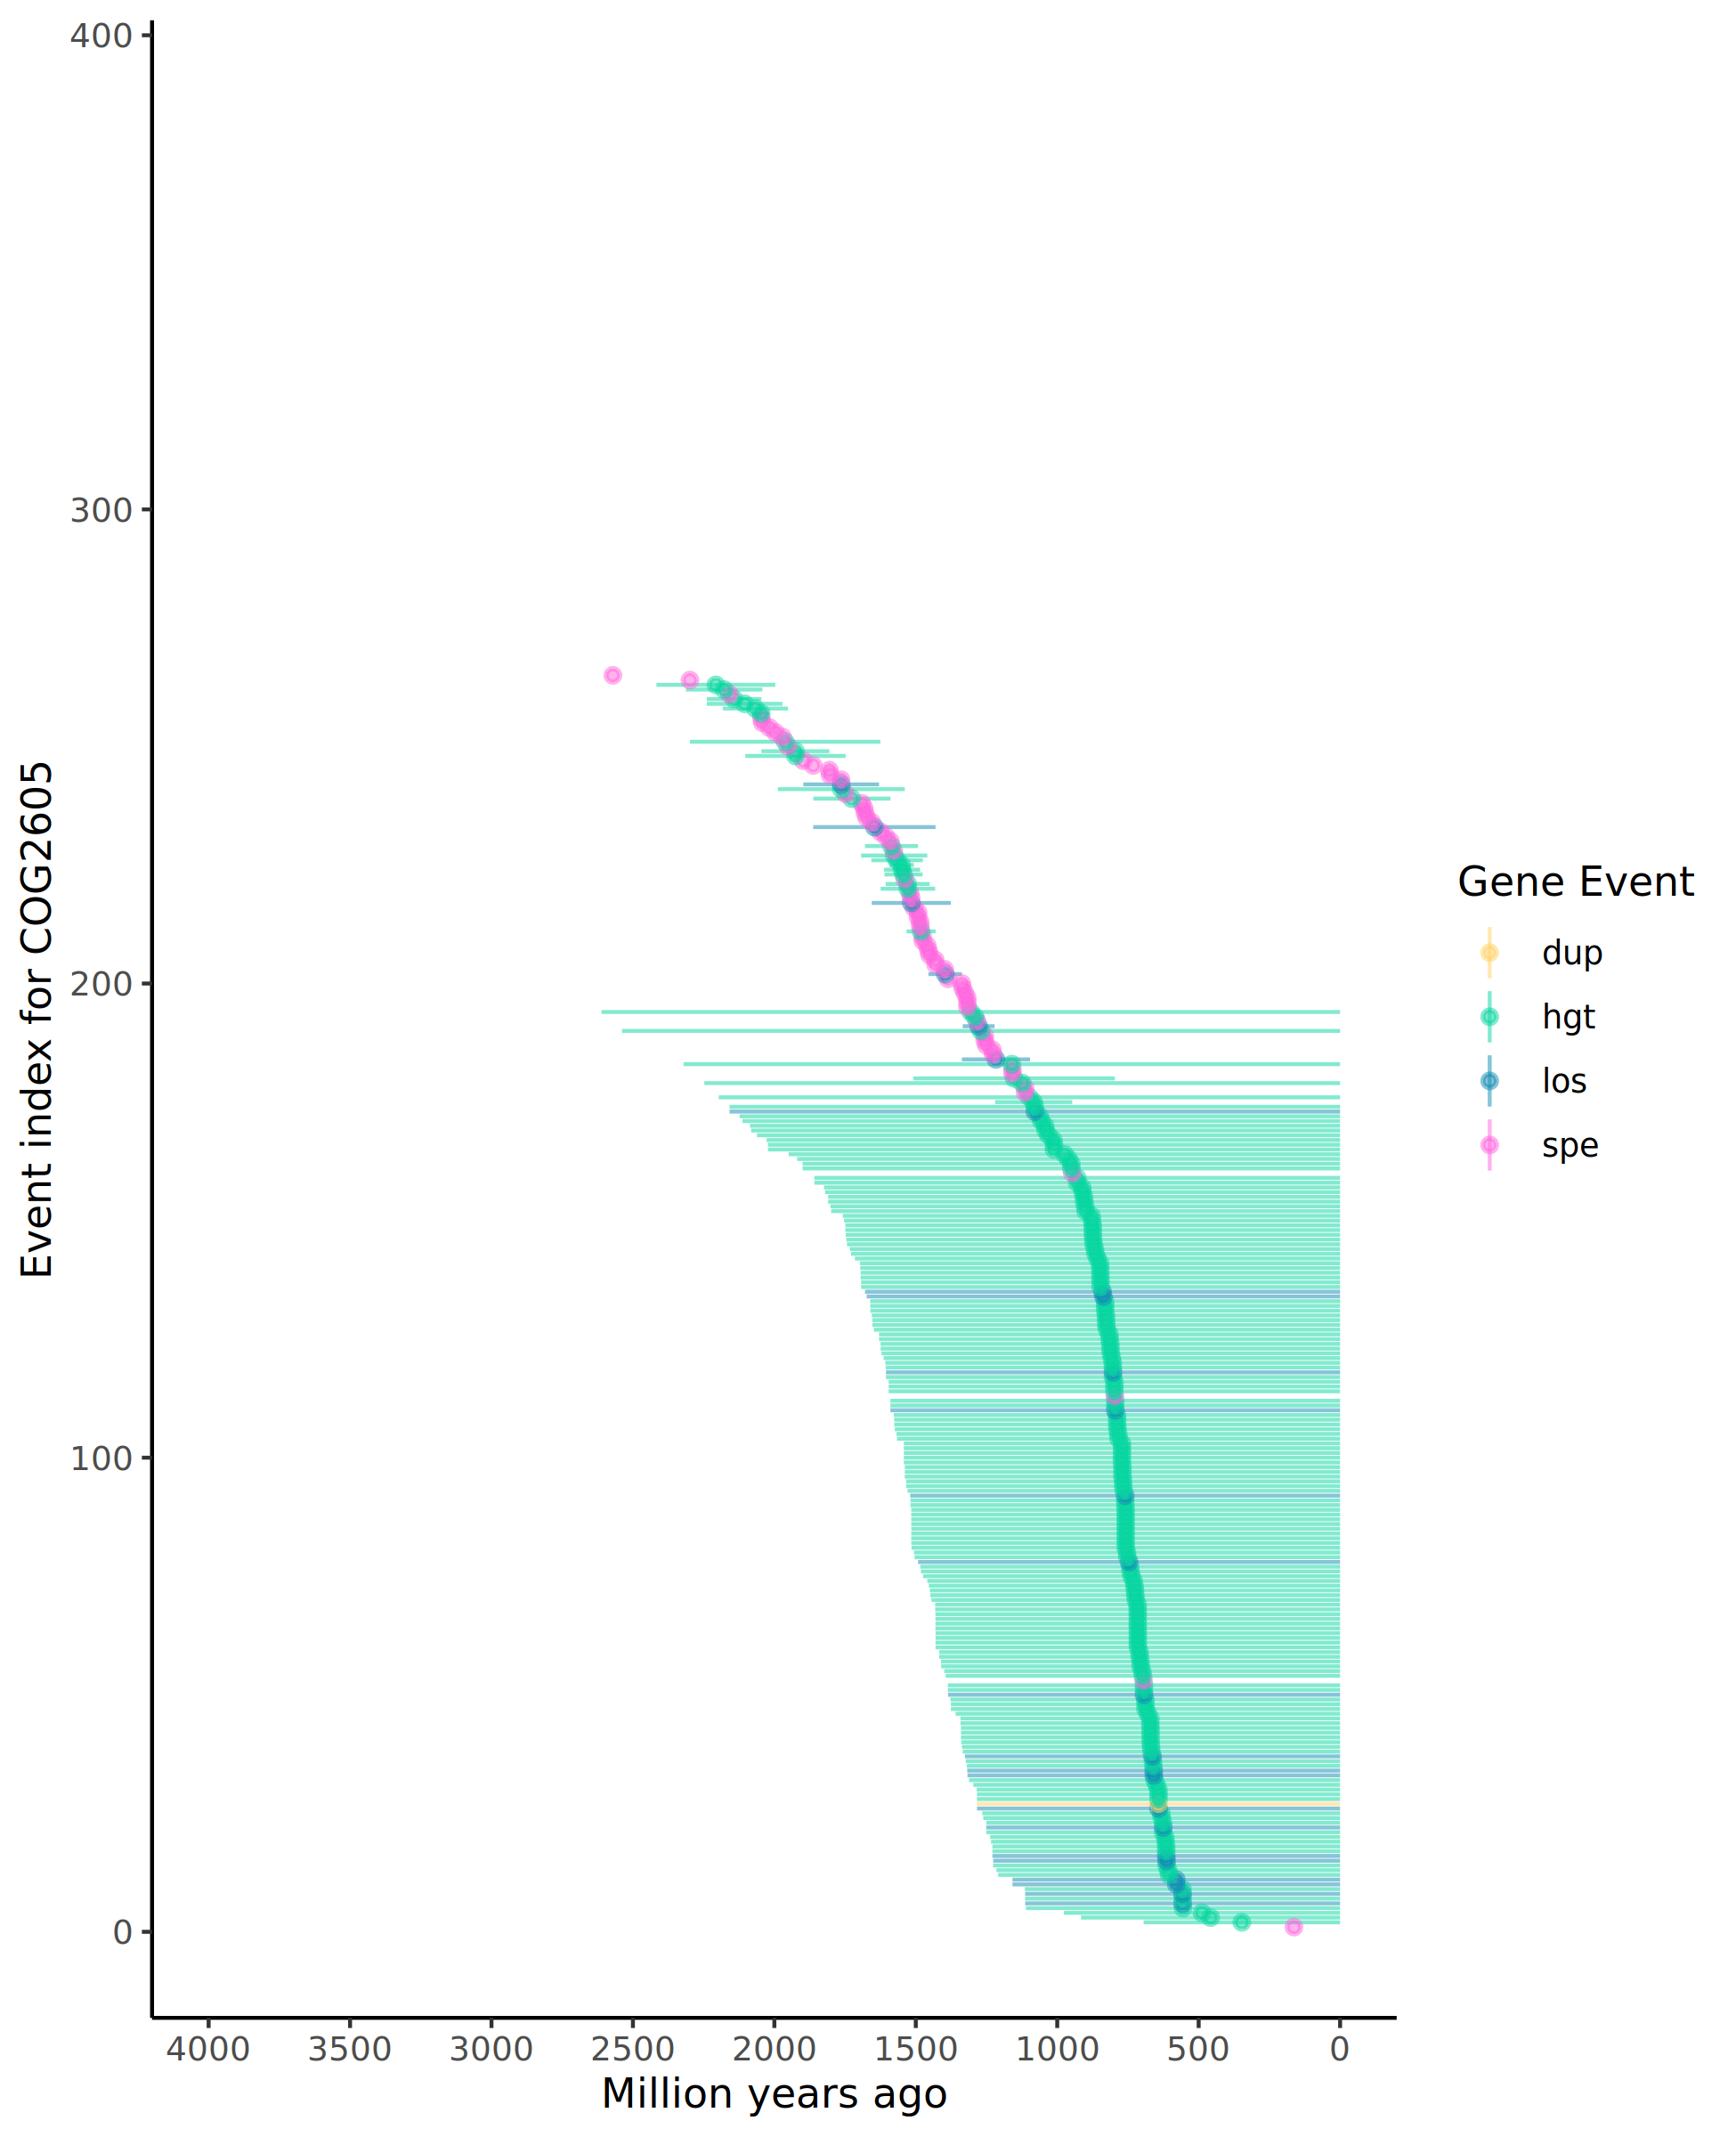 400
300
200
100
0
Event index for COG2605
4000 3500 3000 2500 2000 1500 1000 500 0
Million years ago
Gene Event
dup
hgt
los
spe